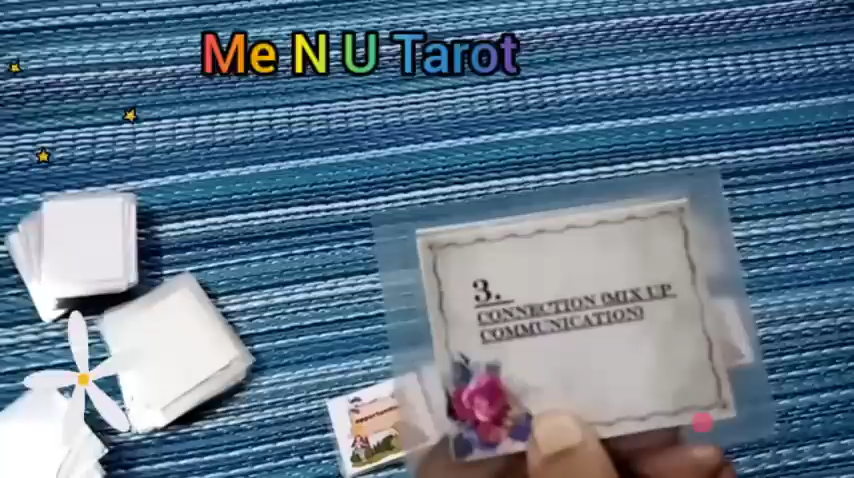 Me N U Tarot
3.
CONNECTION (MIX UP
COMMUNICATION)